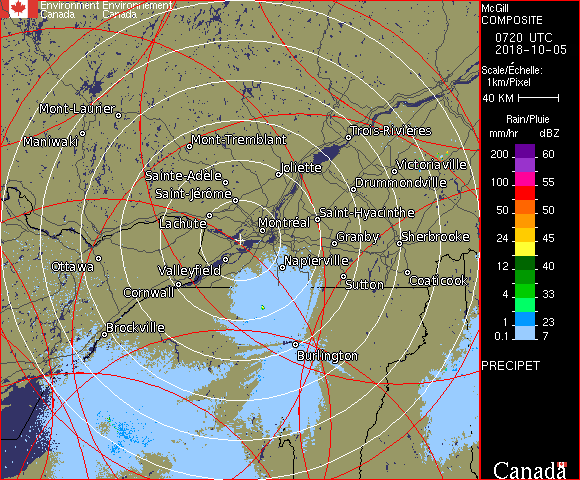 Environment Environnement
Canada Canada
McGill
COMPOSITE
0720 UTC
2018-10-05
Scale/Échelle:
1km/Pixel
40 KM
Rain/Pluie
mm/hr dBZ
200 60
100 55
50 50
24 45
12 40
4 33
1 23
0.1 7
PRECIPET
Canada
Mont-Laurier
Maniwaki
Mont-Tremblant
Trois-Rivières
Joliette
Victoriaville
Sainte-Adèle
Drummondville
Saint-Jérôme
Saint-Hyacinthe
Lachute
Montréal
Granby
Sherbrooke
Ottawa
Napierville
Valleyfield
Sutton
Coaticook
Cornwall
Brockville
Burlington